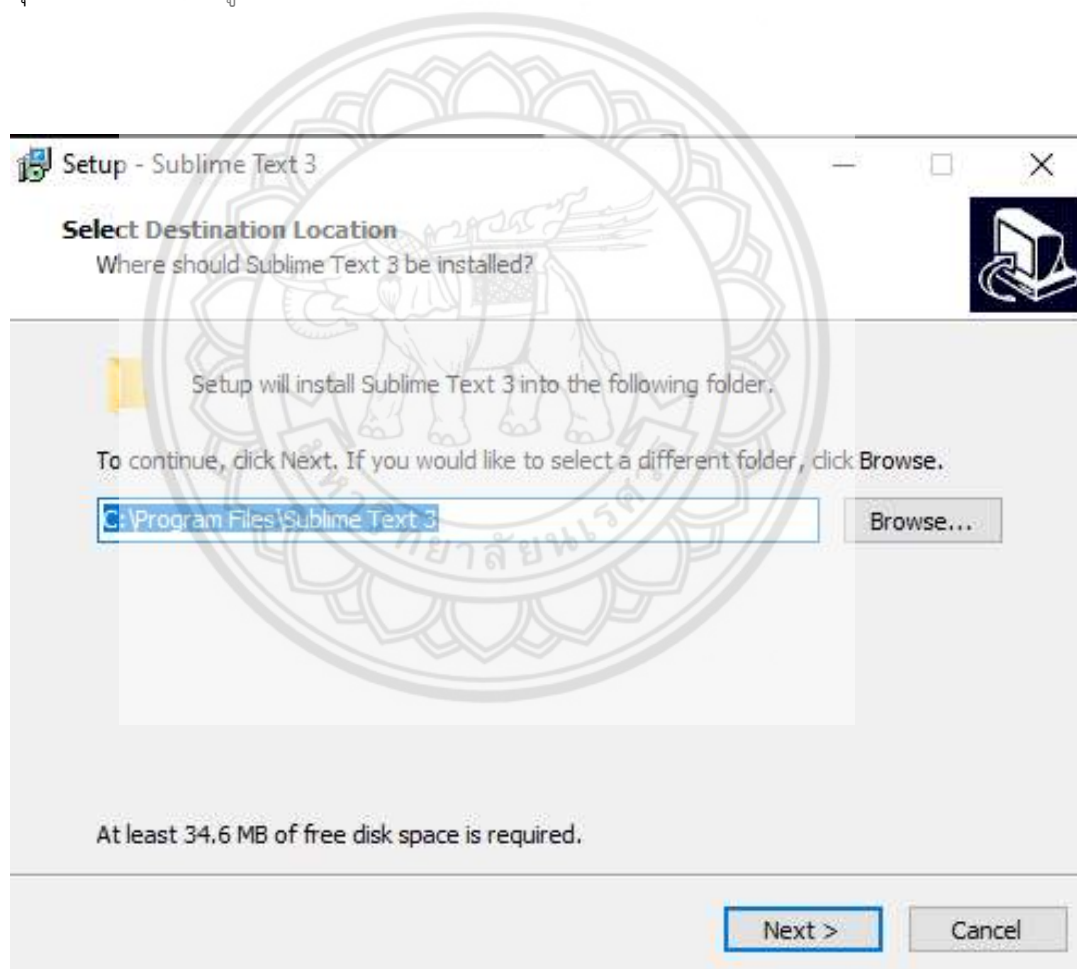 Setup - Sublime Text 3
Select Destination Location
Where should Sublime Text 3 be installed?
Setup will install Sublime Text 3 into the following folder.
To continue, click Next. If you would like to select a different folder, click Browse.
C:\Program Files\Sublime Text 3
Browse...
At least 34.6 MB of free disk space is required.
Next >
Cancel